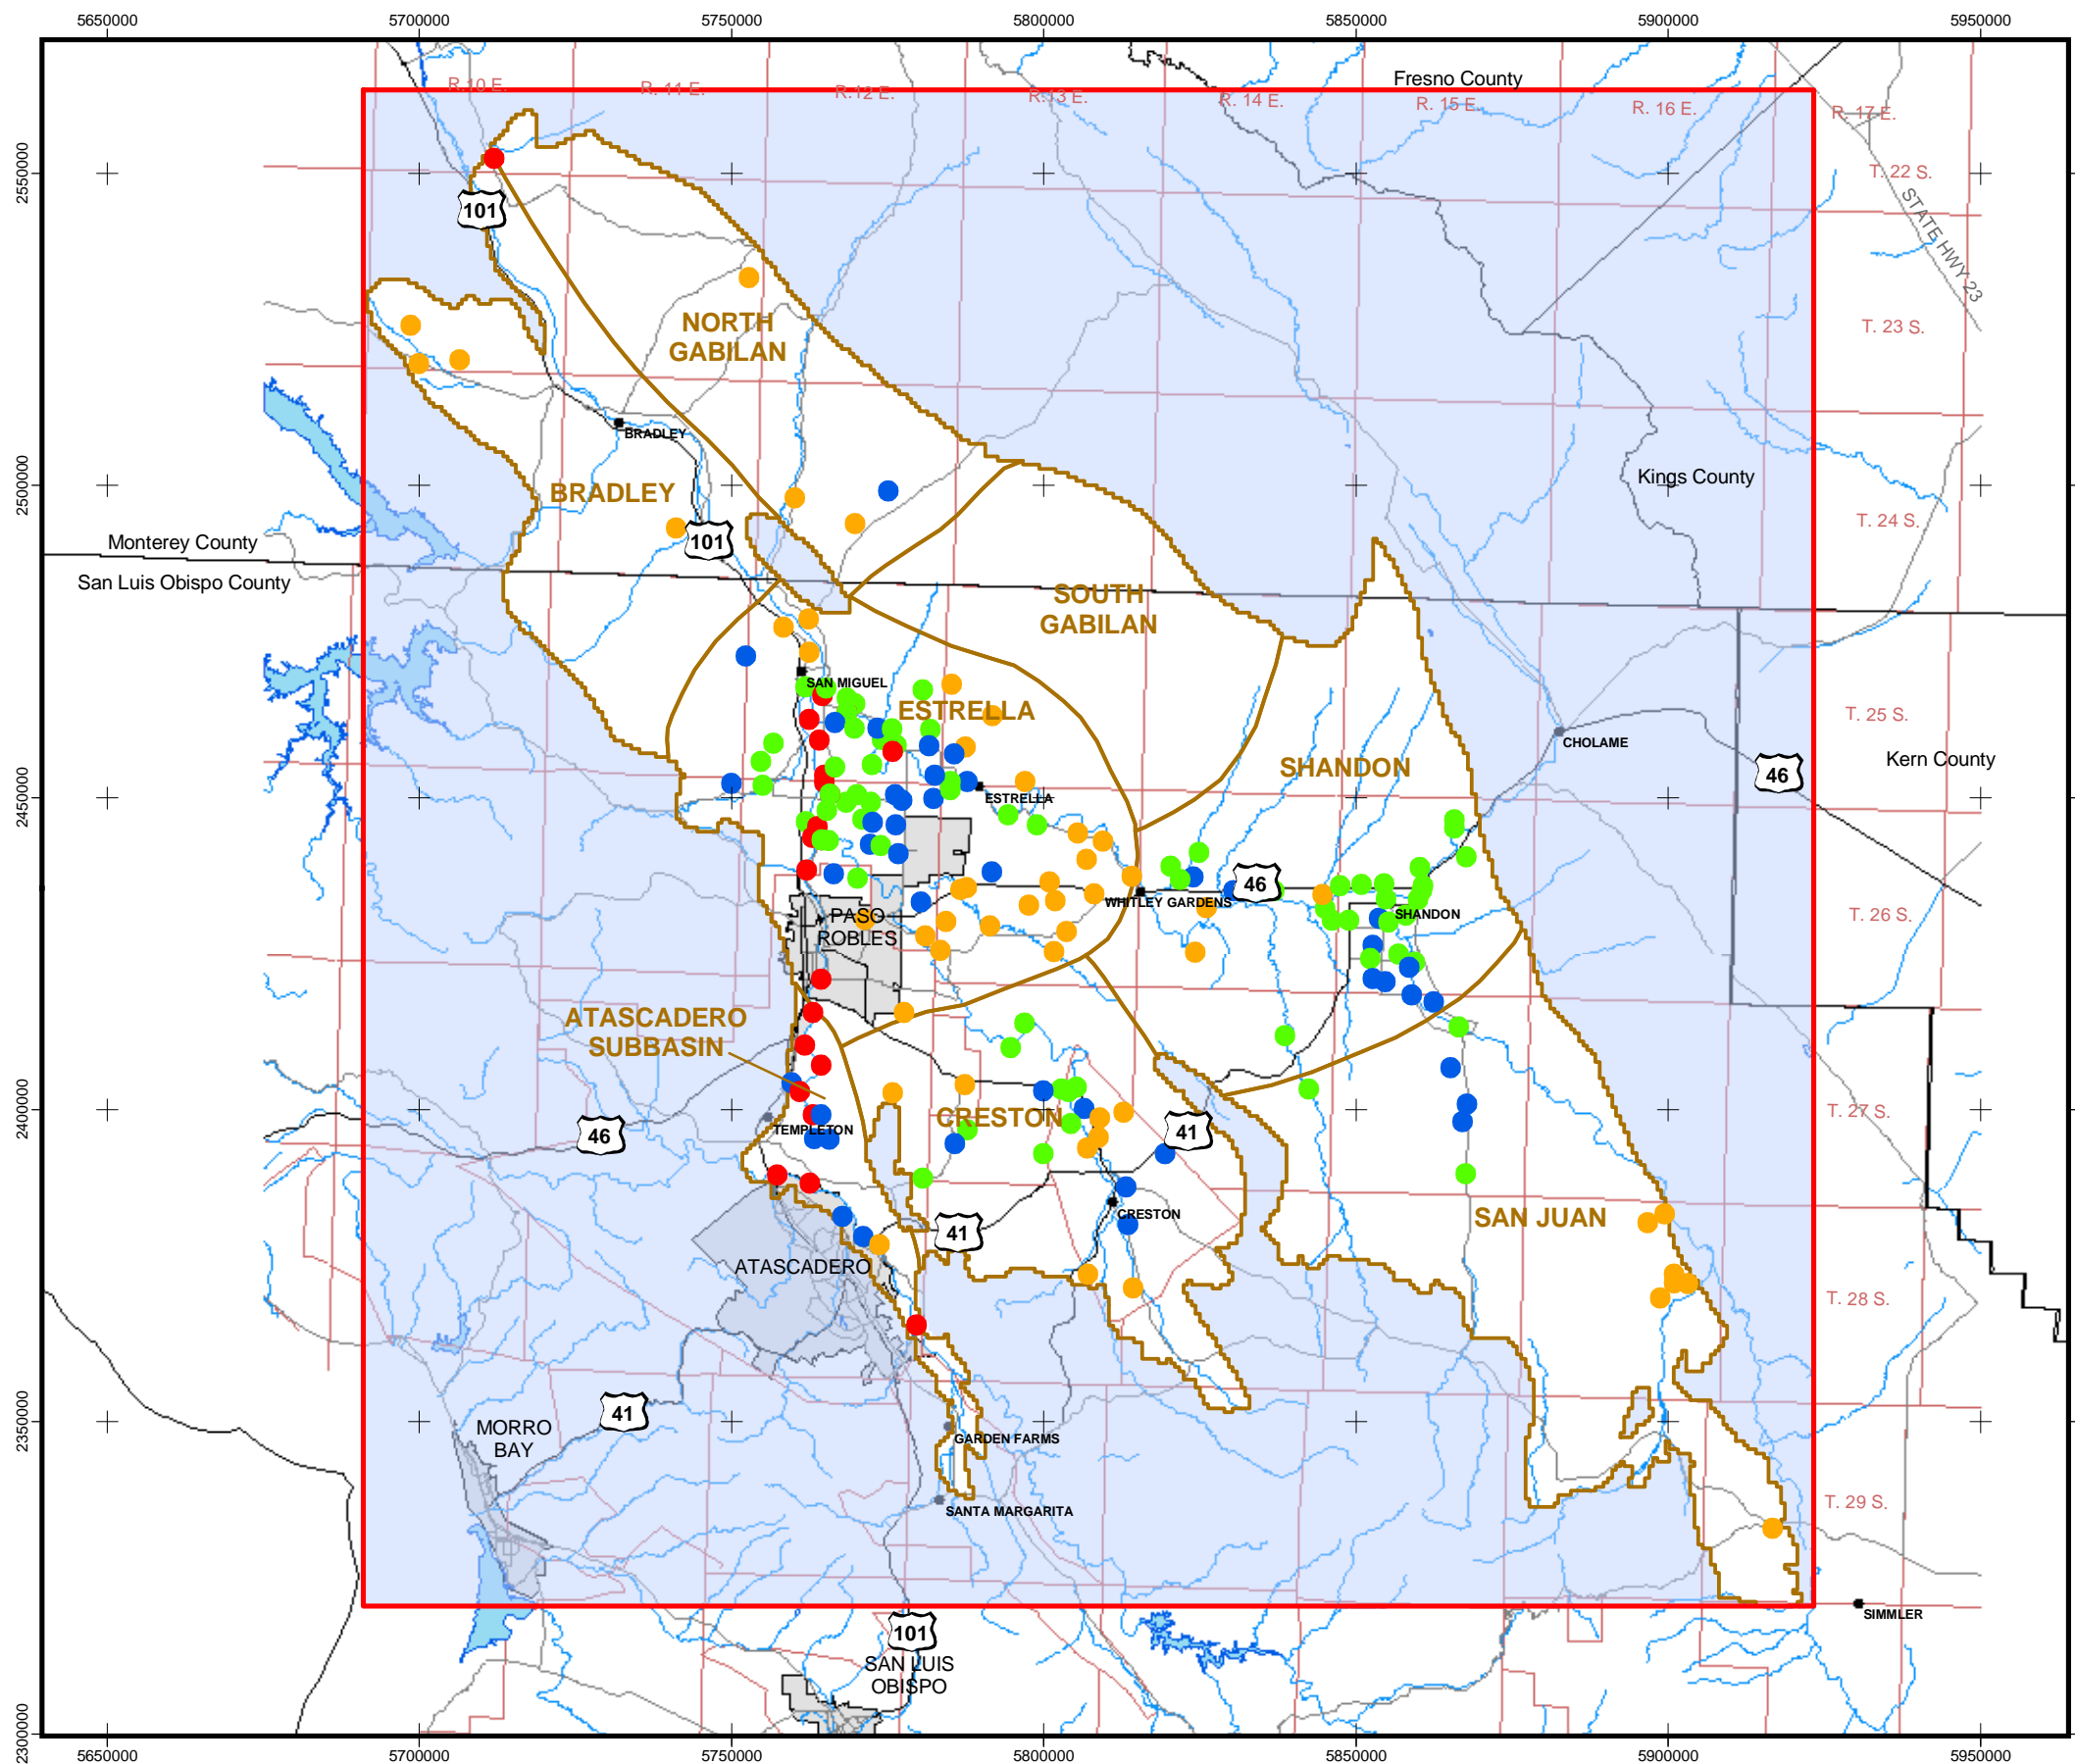 5650000 5700000 5750000 5800000 5850000 5900000 5950000
Fresno County
R.10 E. R. 11 E. R.12 E. R.13 E. R. 14 E. R. 15 E. R. 16 E. R. 17 E.
2550000
T. 22 S.
101
STATE HWY 23
NORTH
GABILAN
T. 23 S.
BRADLEY
2500000
BRADLEY
Kings County
T. 24 S.
101
Monterey County
San Luis Obispo County
SOUTH
GABILAN
SAN MIGUEL
ESTRELLA
T. 25 S.
CHOLAME
SHANDON
46
Kern County
2450000
ESTRELLA
46
WHITLEY GARDENS
SHANDON
PASO
ROBLES
T. 26 S.
ATASCADERO
SUBBASIN
2400000
CRESTON
T. 27 S.
46
TEMPLETON
41
CRESTON
SAN JUAN
41
ATASCADERO
T. 28 S.
2350000
41
MORRO
BAY
GARDEN FARMS
SANTA MARGARITA
T. 29 S.
SIMMLER
101
SAN LUIS
OBISPO
2300000
5650000 5700000 5750000 5800000 5850000 5900000 5950000